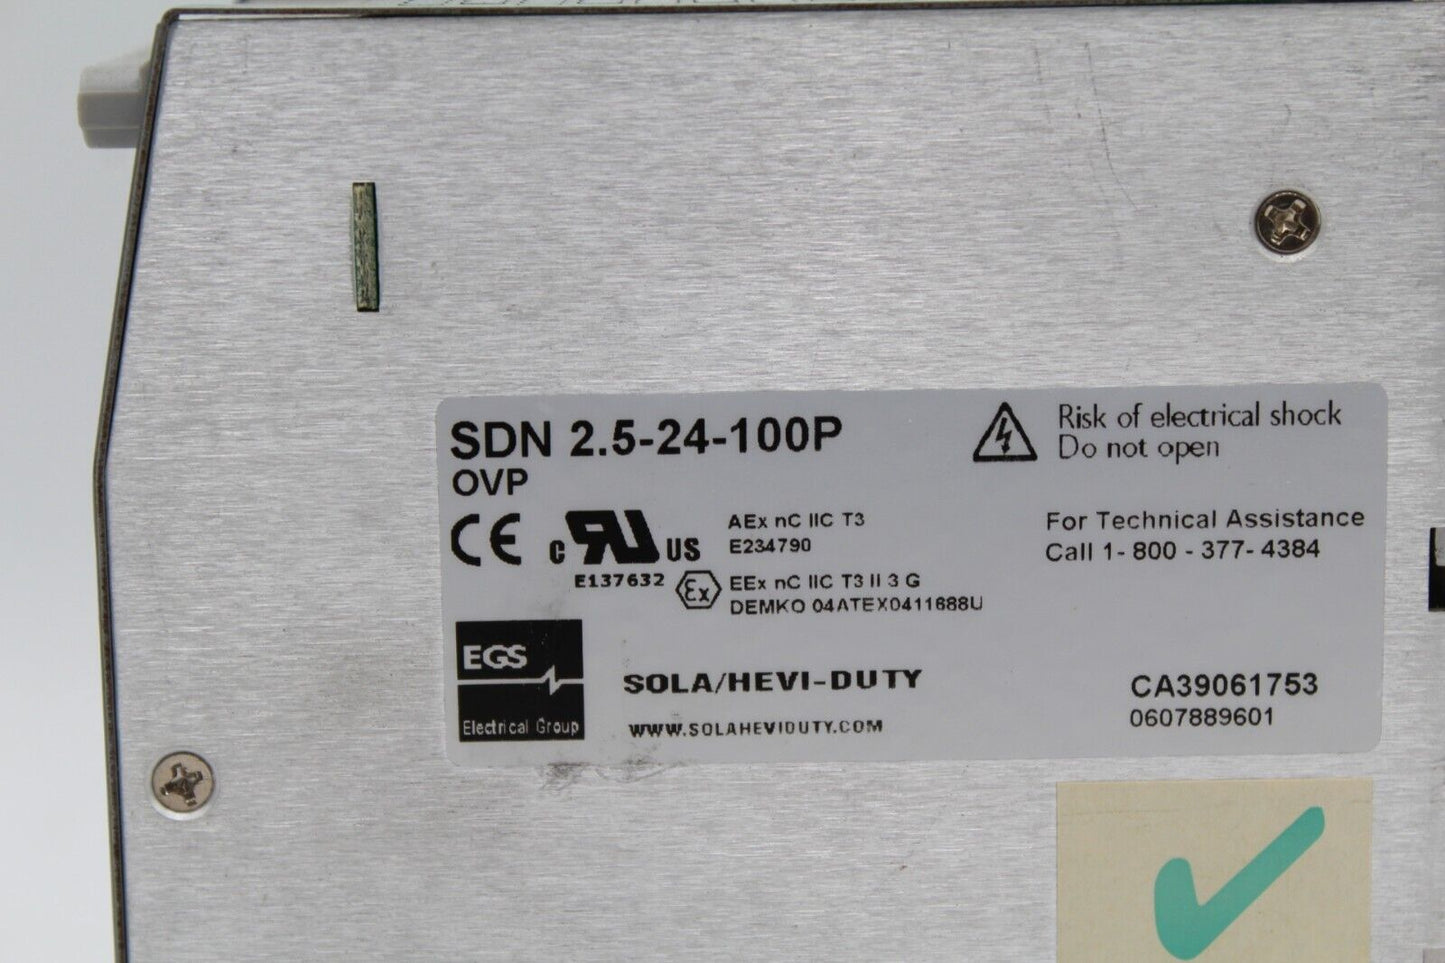 SDN 2.5-24-100P
OVP
Risk of electrical shock
Do not open
CE
c RU US
E137632
AEx nC IIC T3
E234790
Ex
EEx nC IIC T3 II 3 G
DEMKO 04ATEX0411688U
For Technical Assistance
Call 1- 800 - 377- 4384
EGS
Electrical Group
SOLA/HEVI-DUTY
WWW.SOLAHEVIDUTY.COM
CA39061753
0607889601